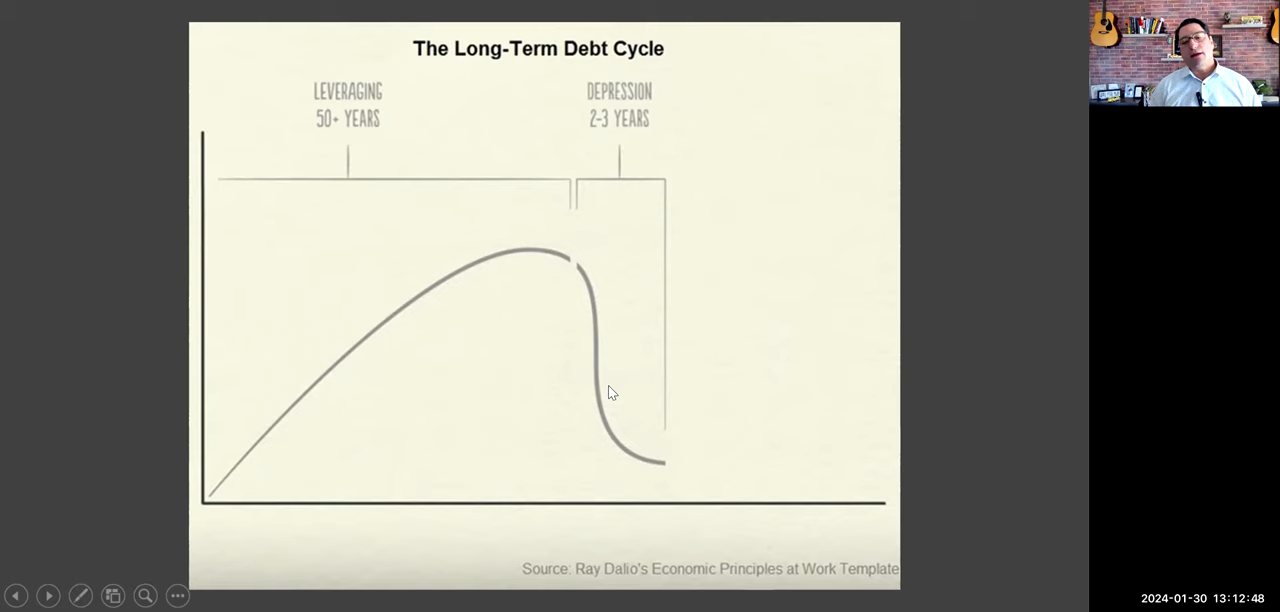 The Long-Term Debt Cycle
LEVERAGING
50+ YEARS
DEPRESSION
2-3 YEARS
Source: Ray Dalio's Economic Principles at Work Template
2024-01-30 13:12:48